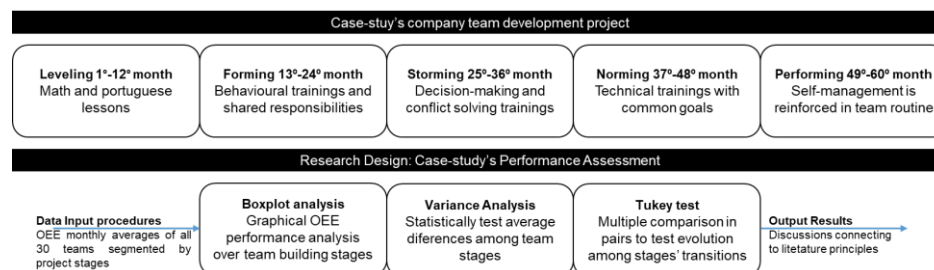 Case-stuy's company team development project
Leveling 1°-12° month
Math and portuguese
lessons
Forming 13º-24º month
Behavioural trainings and
shared responsibilities
Storming 25º-36º month
Decision-making and
conflict solving trainings
Norming 37º-48º month
Technical trainings with
common goals
Performing 49º-60º month
Self-management is
reinforced in team routine
Research Design: Case-study's Performance Assessment
Data Input procedures
OEE monthly averages of all
30 teams segmented by
project stages
Boxplot analysis
Graphical OEE
performance analysis
over team building stages
Variance Analysis
Statistically test average
diferences among team
stages
Tukey test
Multiple comparison in
pairs to test evolution
among stages' transitions
Output Results
Discussions connecting
to litetature principles